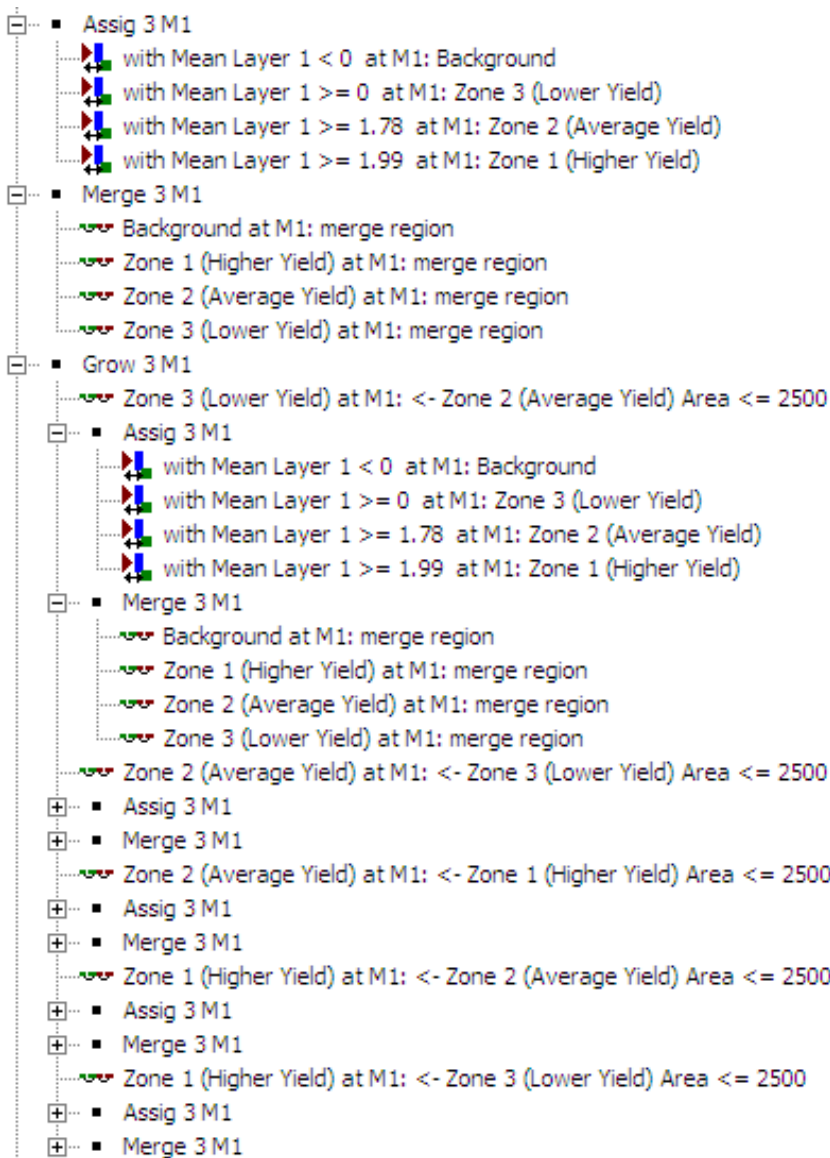 Assig 3 M1
with Mean Layer 1 < 0 at M1: Background
with Mean Layer 1 >= 0 at M1: Zone 3 (Lower Yield)
with Mean Layer 1 >= 1.78 at M1: Zone 2 (Average Yield)
with Mean Layer 1 >= 1.99 at M1: Zone 1 (Higher Yield)
Merge 3 M1
Background at M1: merge region
Zone 1 (Higher Yield) at M1: merge region
Zone 2 (Average Yield) at M1: merge region
Zone 3 (Lower Yield) at M1: merge region
Grow 3 M1
Zone 3 (Lower Yield) at M1: <- Zone 2 (Average Yield) Area <= 2500
Assig 3 M1
with Mean Layer 1 < 0 at M1: Background
with Mean Layer 1 >= 0 at M1: Zone 3 (Lower Yield)
with Mean Layer 1 >= 1.78 at M1: Zone 2 (Average Yield)
with Mean Layer 1 >= 1.99 at M1: Zone 1 (Higher Yield)
Merge 3 M1
Background at M1: merge region
Zone 1 (Higher Yield) at M1: merge region
Zone 2 (Average Yield) at M1: merge region
Zone 3 (Lower Yield) at M1: merge region
Zone 2 (Average Yield) at M1: <- Zone 3 (Lower Yield) Area <= 2500
Assig 3 M1
Merge 3 M1
Zone 2 (Average Yield) at M1: <- Zone 1 (Higher Yield) Area <= 2500
Assig 3 M1
Merge 3 M1
Zone 1 (Higher Yield) at M1: <- Zone 2 (Average Yield) Area <= 2500
Assig 3 M1
Merge 3 M1
Zone 1 (Higher Yield) at M1: <- Zone 3 (Lower Yield) Area <= 2500
Assig 3 M1
Merge 3 M1